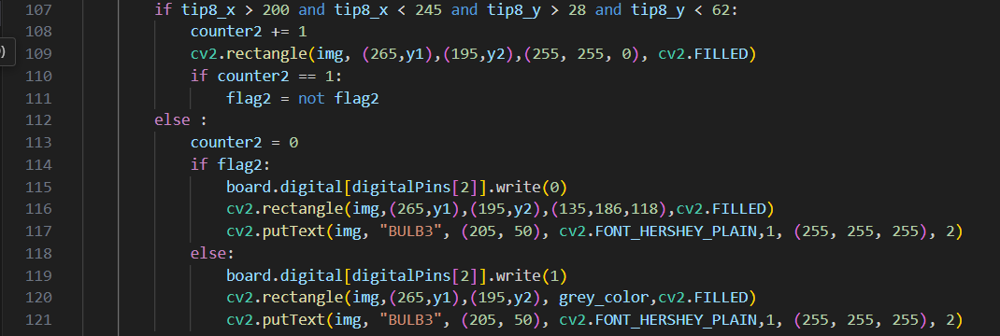 107 if tip8_x > 200 and tip8_x < 245 and tip8_y > 28 and tip8_y < 62:
108 counter2 += 1
109 cv2.rectangle(img, (265,y1),(195,y2),(255, 255, 0), cv2.FILLED)
110 if counter2 == 1:
111 flag2 = not flag2
112 else :
113 counter2 = 0
114 if flag2:
115 board.digital[digitalPins[2]].write(0)
116 cv2.rectangle(img,(265,y1),(195,y2),(135,186,118),cv2.FILLED)
117 cv2.putText(img, "BULB3", (205, 50), cv2.FONT_HERSHEY_PLAIN,1, (255, 255, 255), 2)
118 else:
119 board.digital[digitalPins[2]].write(1)
120 cv2.rectangle(img,(265,y1),(195,y2), grey_color,cv2.FILLED)
121 cv2.putText(img, "BULB3", (205, 50), cv2.FONT_HERSHEY_PLAIN,1, (255, 255, 255), 2)